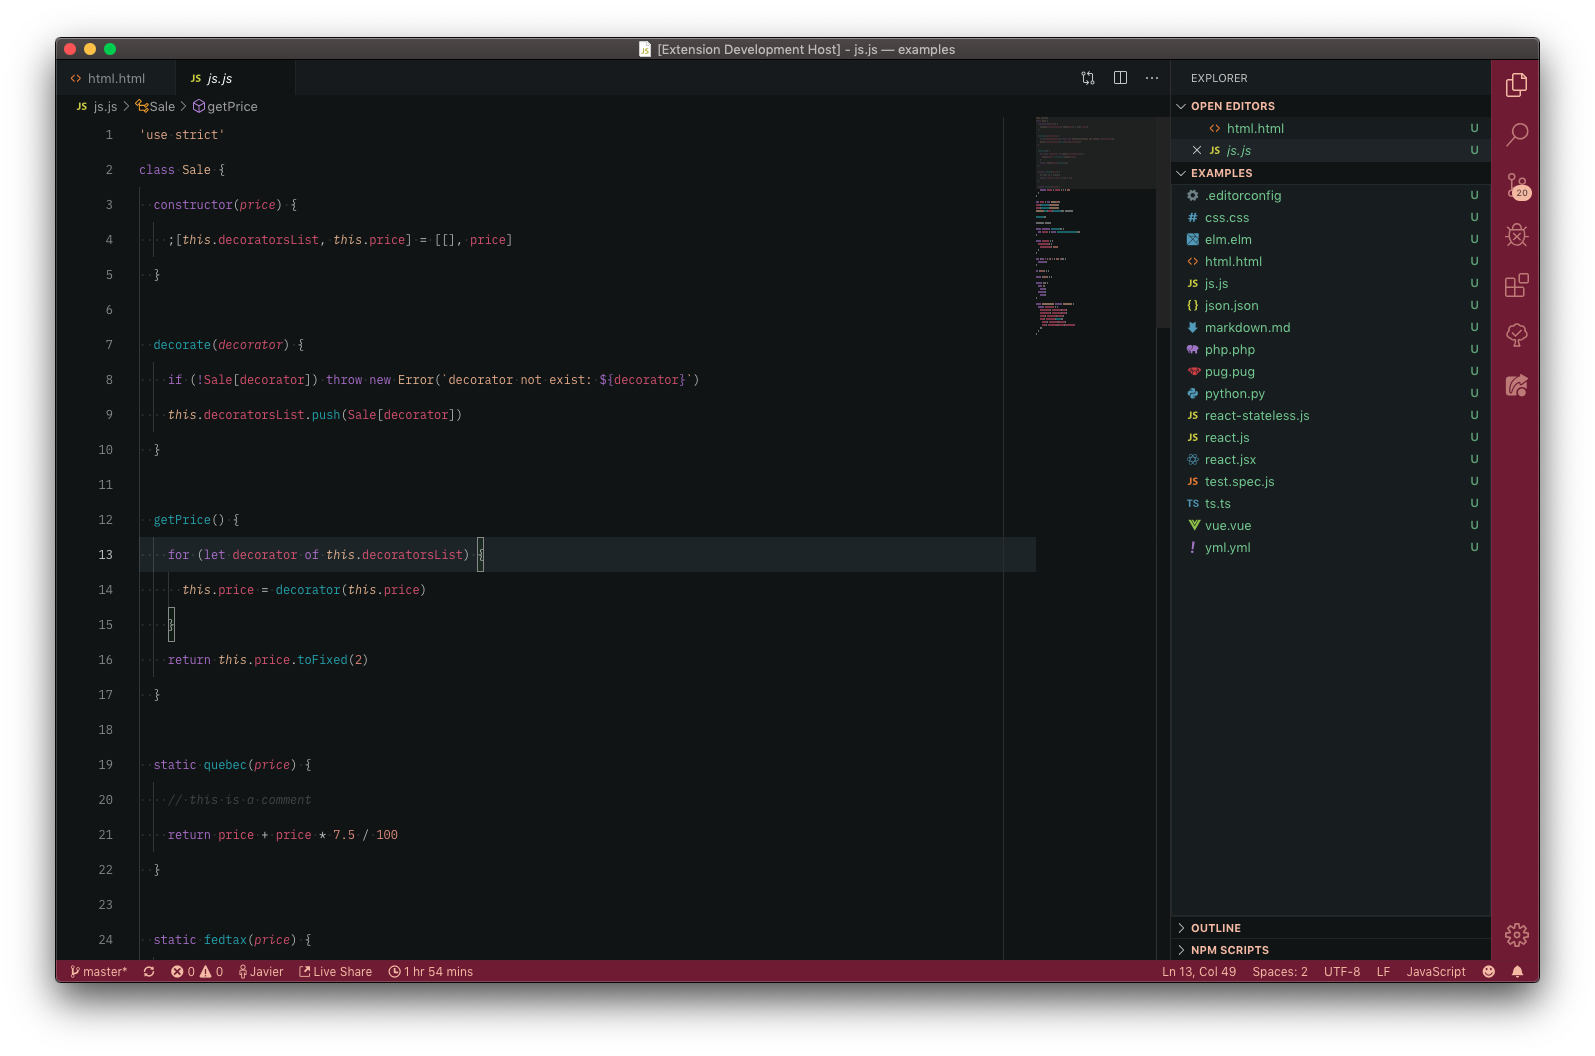 [Extension Development Host] - js.js — examples
html.html
JS js.js
JS js.js > Sale > getPrice
1 'use strict'
2 class Sale {
3 constructor(price) {
4 ;[this.decoratorsList, this.price] = [[], price]
5 }
6
7 decorate(decorator) {
8 if (!Sale[decorator]) throw new Error(`decorator not exist: ${decorator}`)
9 this.decoratorsList.push(Sale[decorator])
10 }
11
12 getPrice() {
13 for (let decorator of this.decoratorsList) {
14 this.price = decorator(this.price)
15 }
16 return this.price.toFixed(2)
17 }
18
19 static quebec(price) {
20 // this is a comment
21 return price + price * 7.5 / 100
22 }
23
24 static fedtax(price) {
EXPLORER
OPEN EDITORS
html.html U
JS js.js U
EXAMPLES
.editorconfig U
# css.css U
elm.elm U
html.html U
JS js.js U
{} json.json U
markdown.md U
php.php U
pug.pug U
python.py U
JS react-stateless.js U
JS react.js U
react.jsx U
JS test.spec.js U
TS ts.ts U
vue.vue U
! yml.yml U
OUTLINE
NPM SCRIPTS
20
master* 0 0 Javier Live Share 1 hr 54 mins
Ln 13, Col 49 Spaces: 2 UTF-8 LF JavaScript